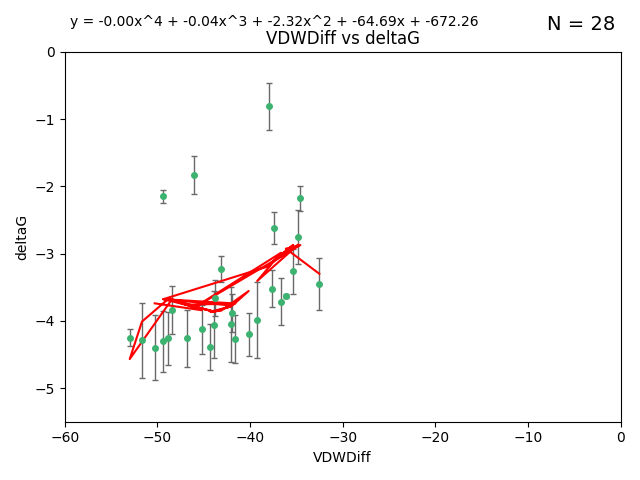 y = -0.00x^4 + -0.04x^3 + -2.32x^2 + -64.69x + -672.26
N = 28
VDWDiff vs deltaG
0
−1
−2
−3
−4
−5
deltaG
−60 −50 −40 −30 −20 −10 0
VDWDiff